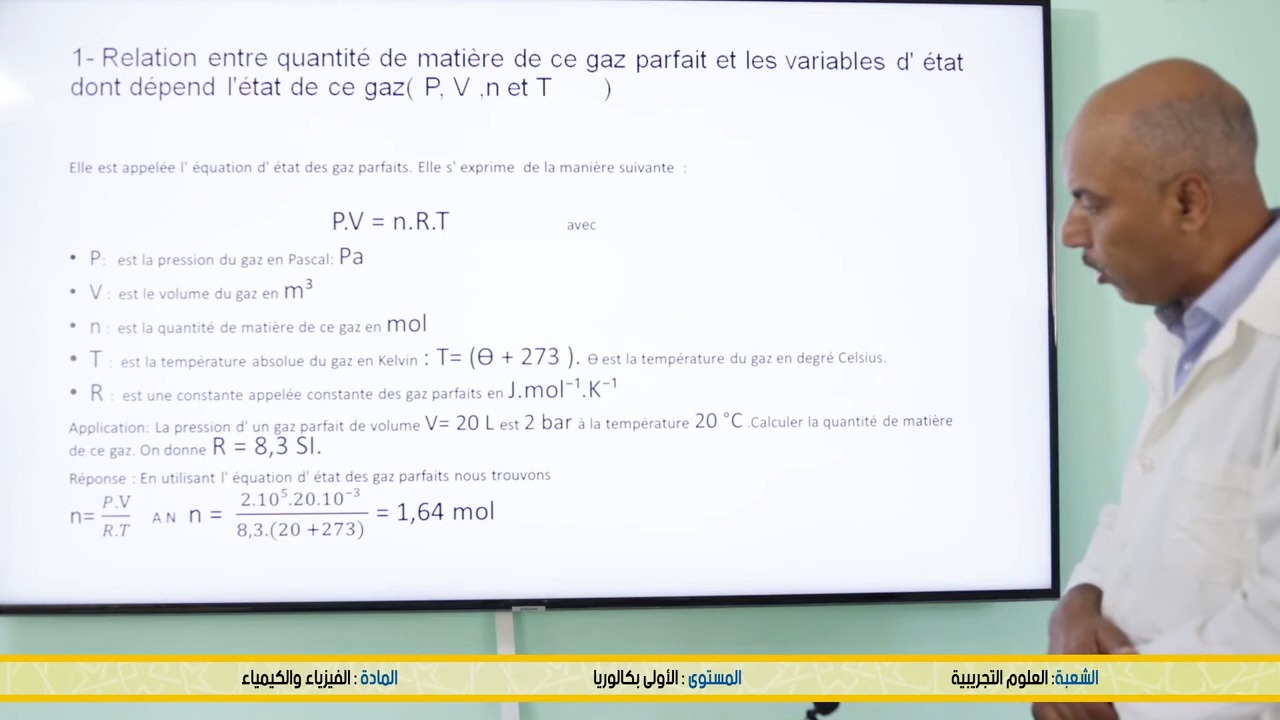 1- Relation entre quantité de matière de ce gaz parfait et les variables d' état
dont dépend l'état de ce gaz( P, V ,n et T )
Elle est appelée l' équation d' état des gaz parfaits. Elle s' exprime de la manière suivante :
P.V = n.R.T avec
• P: est la pression du gaz en Pascal: Pa
• V : est le volume du gaz en m³
• n : est la quantité de matière de ce gaz en mol
• T : est la température absolue du gaz en Kelvin : T= (Ɵ + 273 ). Ɵ est la température du gaz en degré Celsius.
• R : est une constante appelée constante des gaz parfaits en J.mol⁻¹.K⁻¹
Application: La pression d' un gaz parfait de volume V= 20 L est 2 bar à la température 20 °C .Calculer la quantité de matière
de ce gaz. On donne R = 8,3 SI.
Réponse : En utilisant l' équation d' état des gaz parfaits nous trouvons
n= P.V / R.T A N n = 2.10⁵.20.10⁻³ / 8,3.(20 +273) = 1,64 mol
الشعبة: العلوم التجريبية المستوى : الأولى بكالوريا المادة : الفيزياء والكيمياء